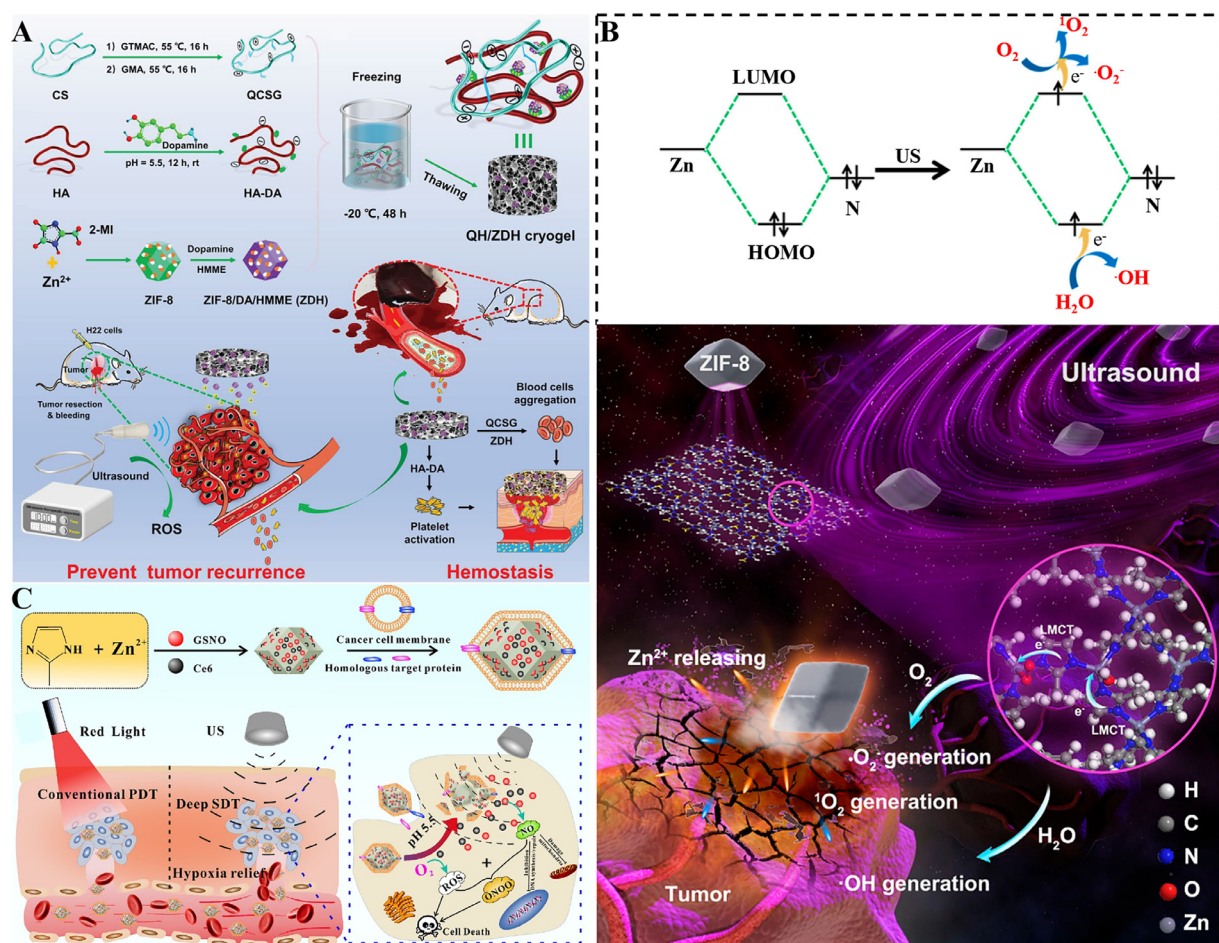 A
1) GTMAC, 55 ℃, 16 h
2) GMA, 55 ℃, 16 h
CS
QCSG
Dopamine
pH = 5.5, 12 h, rt
HA
HA-DA
2-MI
+
Zn²⁺
ZIF-8
Dopamine
HMME
ZIF-8/DA/HMME (ZDH)
Freezing
-20 ℃, 48 h
Thawing
QH/ZDH cryogel
H22 cells
Tumor
Tumor resection
& bleeding
Ultrasound
ROS
Prevent tumor recurrence
Blood cells
aggregation
QCSG
ZDH
HA-DA
Platelet
activation
Hemostasis
B
LUMO
Zn
N
HOMO
US
O₂
¹O₂
·O₂⁻
e⁻
Zn
N
e⁻
·OH
H₂O
ZIF-8
Ultrasound
Zn²⁺ releasing
O₂
LMCT
e⁻
e⁻
LMCT
·O₂⁻ generation
¹O₂ generation
H₂O
·OH generation
Tumor
H
C
N
O
Zn
C
N
NH
+ Zn²⁺
GSNO
Ce6
Cancer cell membrane
Homologous target protein
Red Light
US
Conventional PDT
Deep SDT
Hypoxia relief
pH 5.5
O₂
NO
ROS
+
ONOO⁻
Inhibition
DNA synthesis/repair
Damage
mitochondria
Cell Death